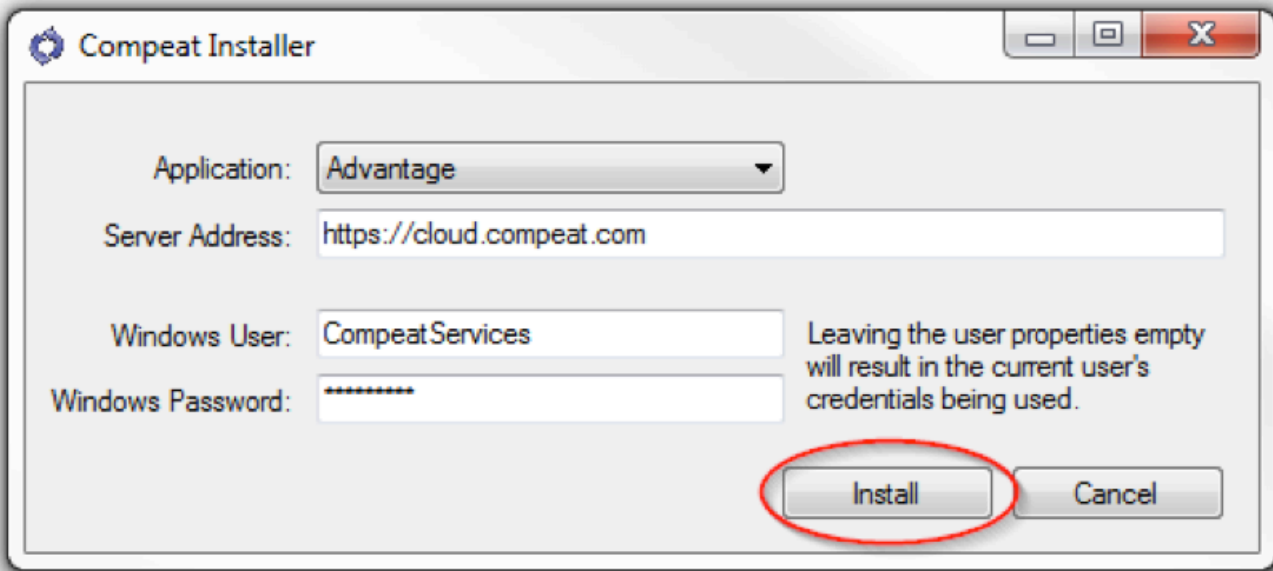 Compeat Installer
Application: Advantage
Server Address: https://cloud.compeat.com
Windows User: CompeatServices
Windows Password: *********
Leaving the user properties empty
will result in the current user's
credentials being used.
Install Cancel